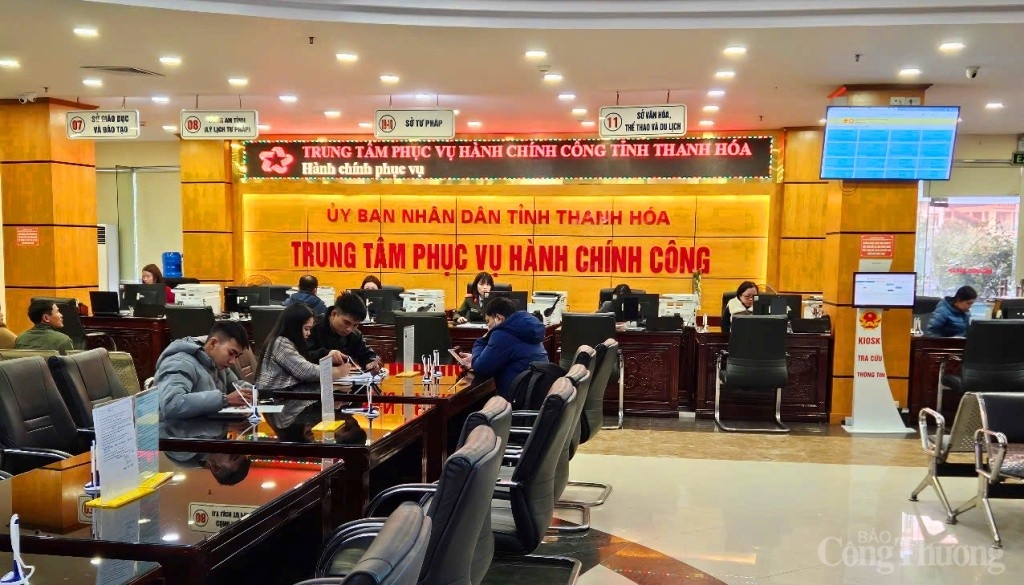 07 SỞ GIÁO DỤC
VÀ ĐÀO TẠO
08
(LÝ LỊCH TƯ PHÁP)
SỞ TƯ PHÁP
11 SỞ VĂN HÓA,
THỂ THAO VÀ DU LỊCH
TRUNG TÂM PHỤC VỤ HÀNH CHÍNH CÔNG TỈNH THANH HÓA
Hành chính phục vụ
ỦY BAN NHÂN DÂN TỈNH THANH HÓA
TRUNG TÂM PHỤC VỤ HÀNH CHÍNH CÔNG
KIOSK
TRA CỨU
THÔNG TIN
BÁO
Công Thương